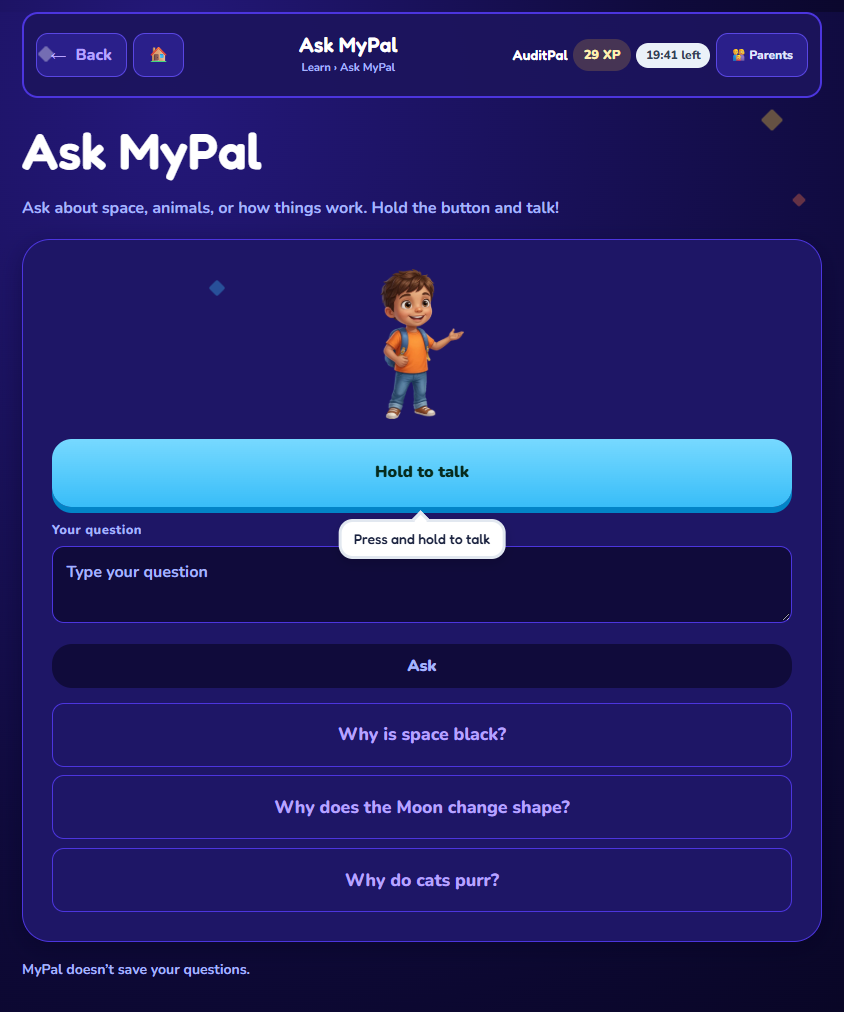 ← Back
Ask MyPal
Learn › Ask MyPal
AuditPal
29 XP
19:41 left
Parents
Ask MyPal
Ask about space, animals, or how things work. Hold the button and talk!
Hold to talk
Your question
Press and hold to talk
Type your question
Ask
Why is space black?
Why does the Moon change shape?
Why do cats purr?
MyPal doesn’t save your questions.